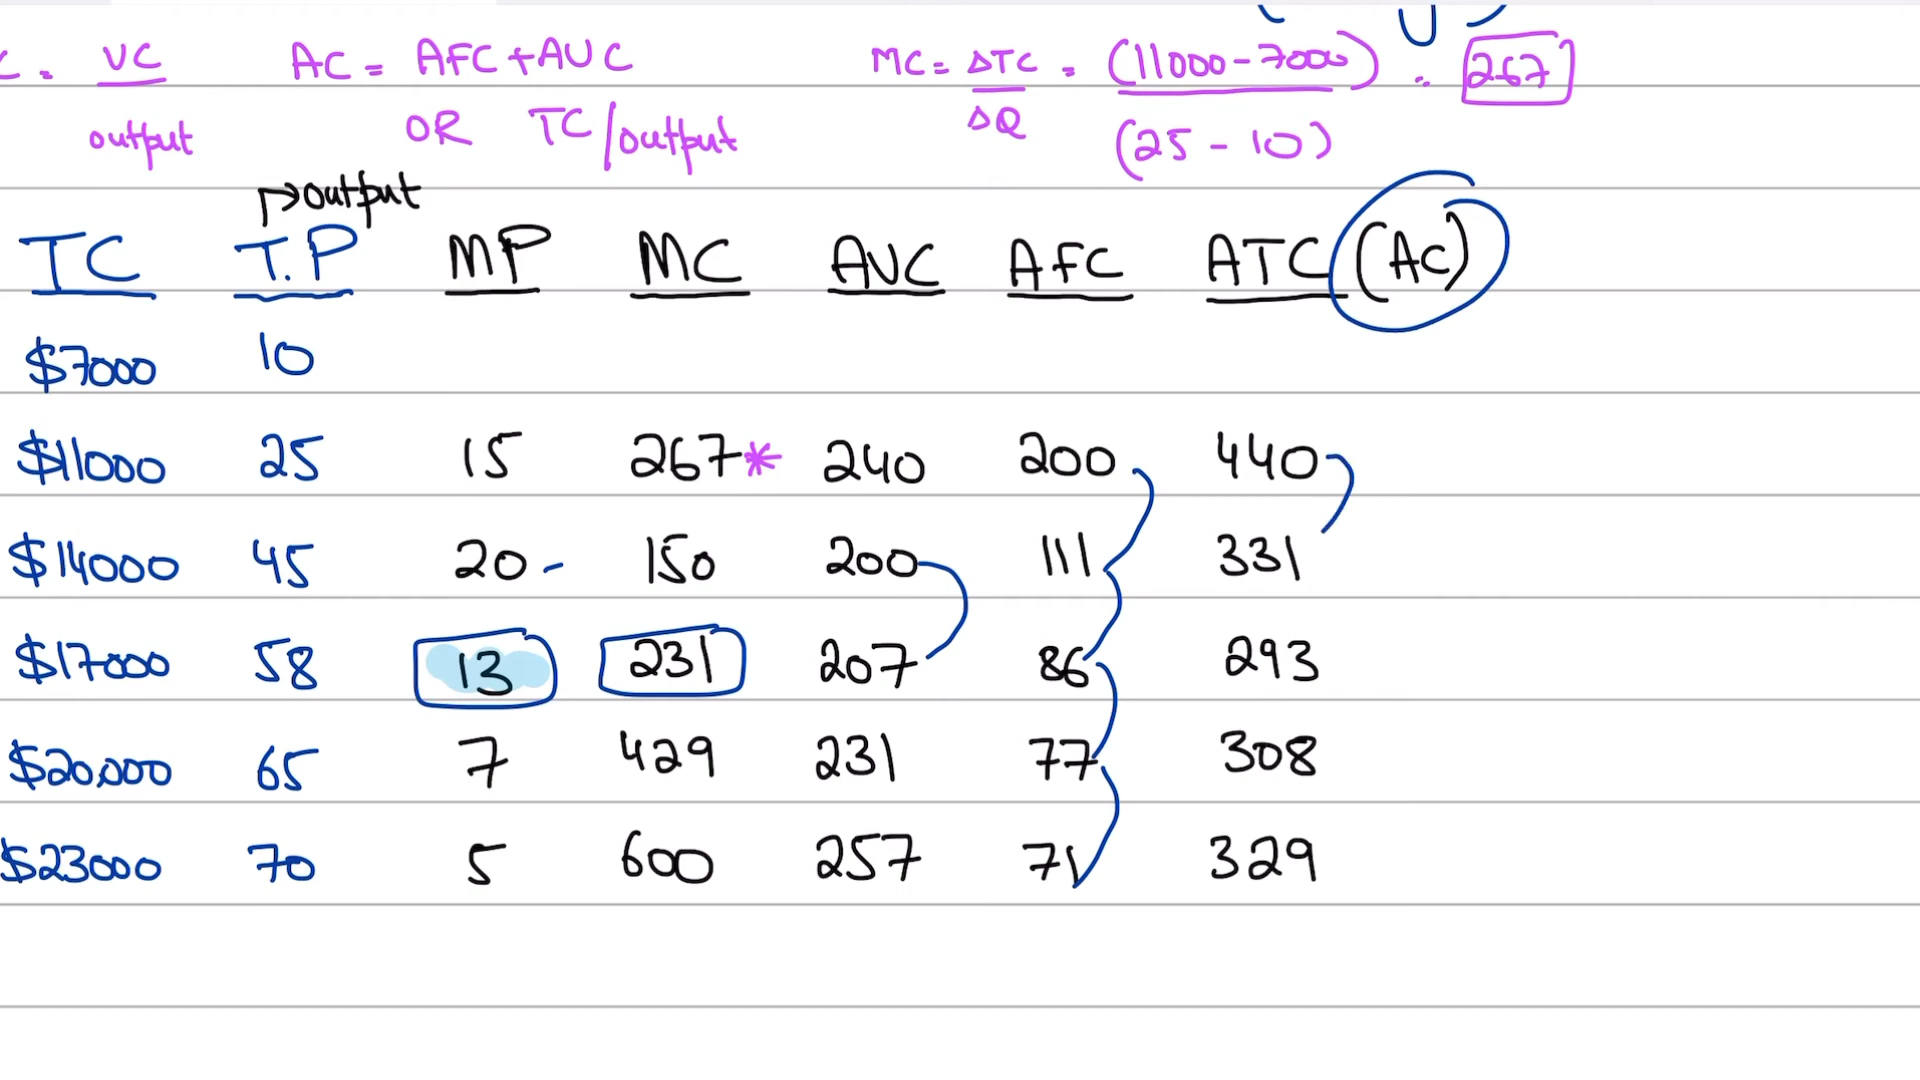 C = VC AC = AFC+AVC MC = ΔTC = (11000-7000) = 267
output OR TC/output ΔQ (25 - 10)
→output
TC T.P MP MC AVC AFC ATC (AC)
$7000 10
$11000 25 15 267* 240 200 440
$14000 45 20 - 150 200 111 331
$17000 58 13 231 207 86 293
$20,000 65 7 429 231 77 308
$23000 70 5 600 257 71 329